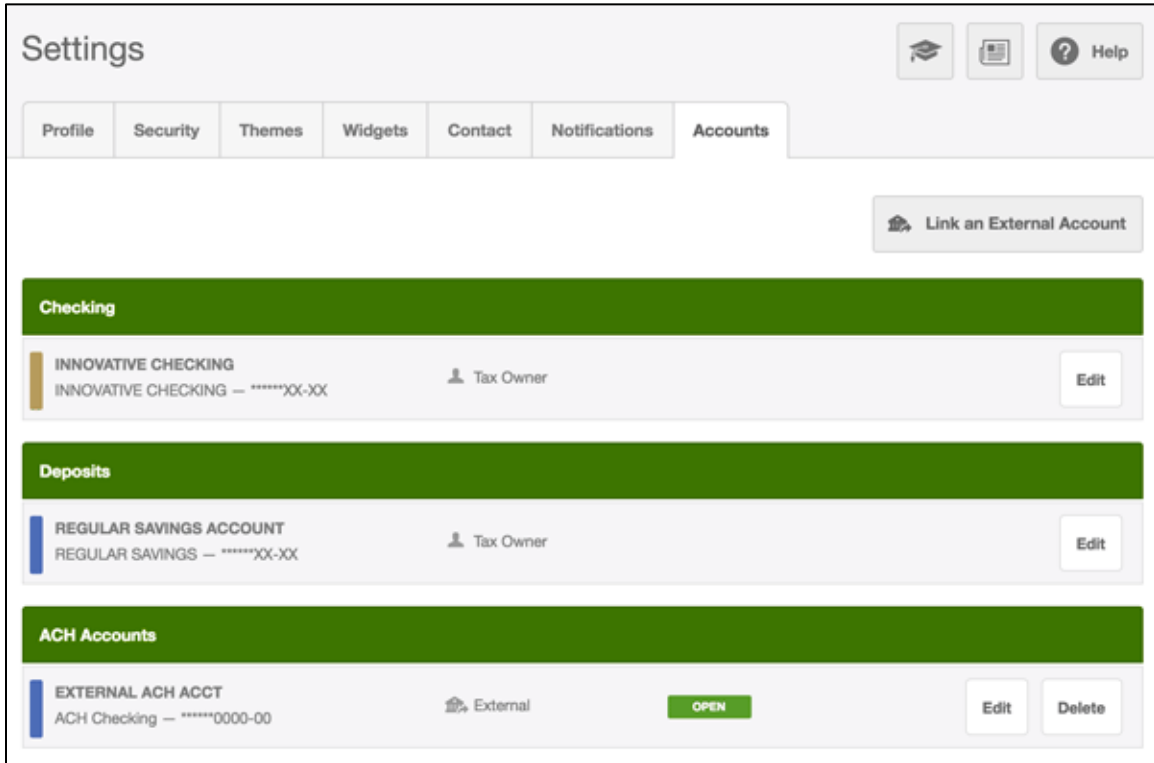 Settings
Help
Profile Security Themes Widgets Contact Notifications Accounts
Link an External Account
Checking
INNOVATIVE CHECKING
INNOVATIVE CHECKING — ******XX-XX
Tax Owner
Edit
Deposits
REGULAR SAVINGS ACCOUNT
REGULAR SAVINGS — ******XX-XX
Tax Owner
Edit
ACH Accounts
EXTERNAL ACH ACCT
ACH Checking — ******0000-00
External
OPEN
Edit
Delete